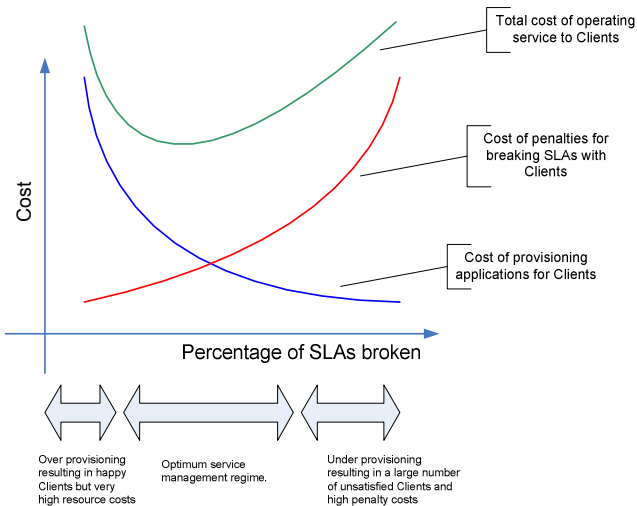 Total cost of operating
service to Clients
Cost of penalties for
breaking SLAs with
Clients
Cost of provisioning
applications for Clients
Cost
Percentage of SLAs broken
Over provisioning
resulting in happy
Clients but very
high resource costs
Optimum service
management regime.
Under provisioning
resulting in a large number
of unsatisfied Clients and
high penalty costs